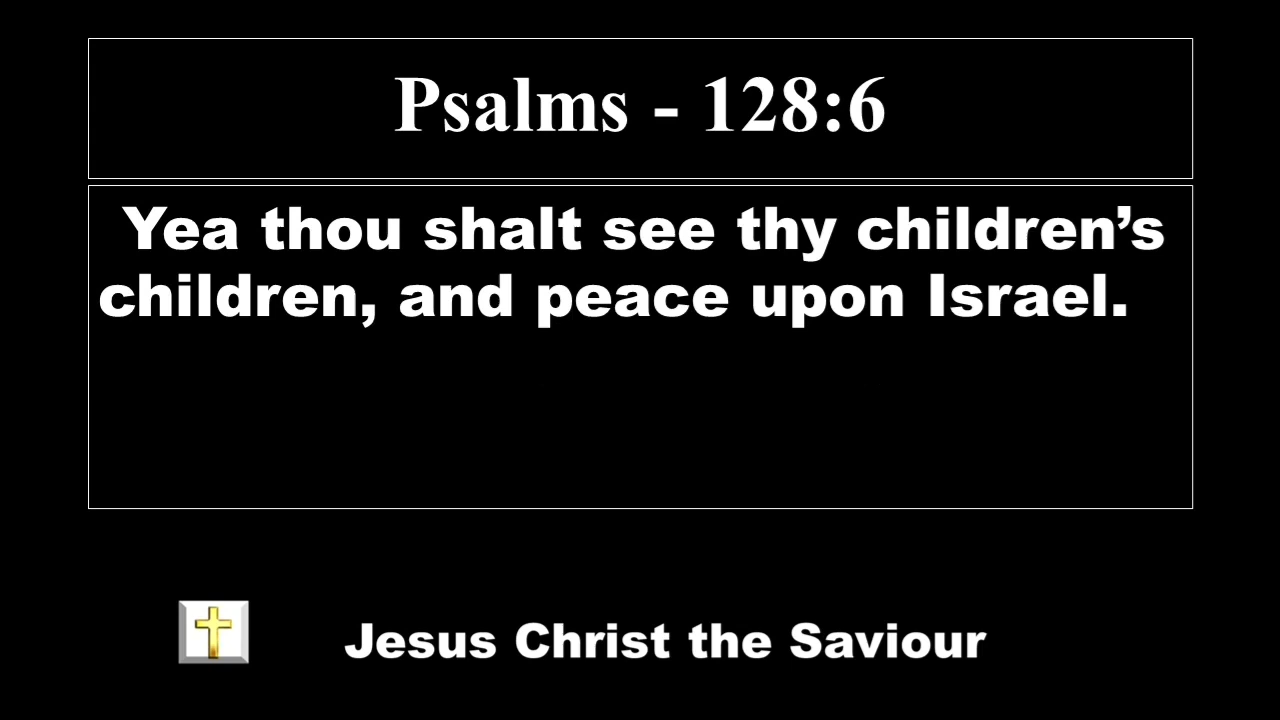 Psalms - 128:6
Yea thou shalt see thy children’s
children, and peace upon Israel.
Jesus Christ the Saviour